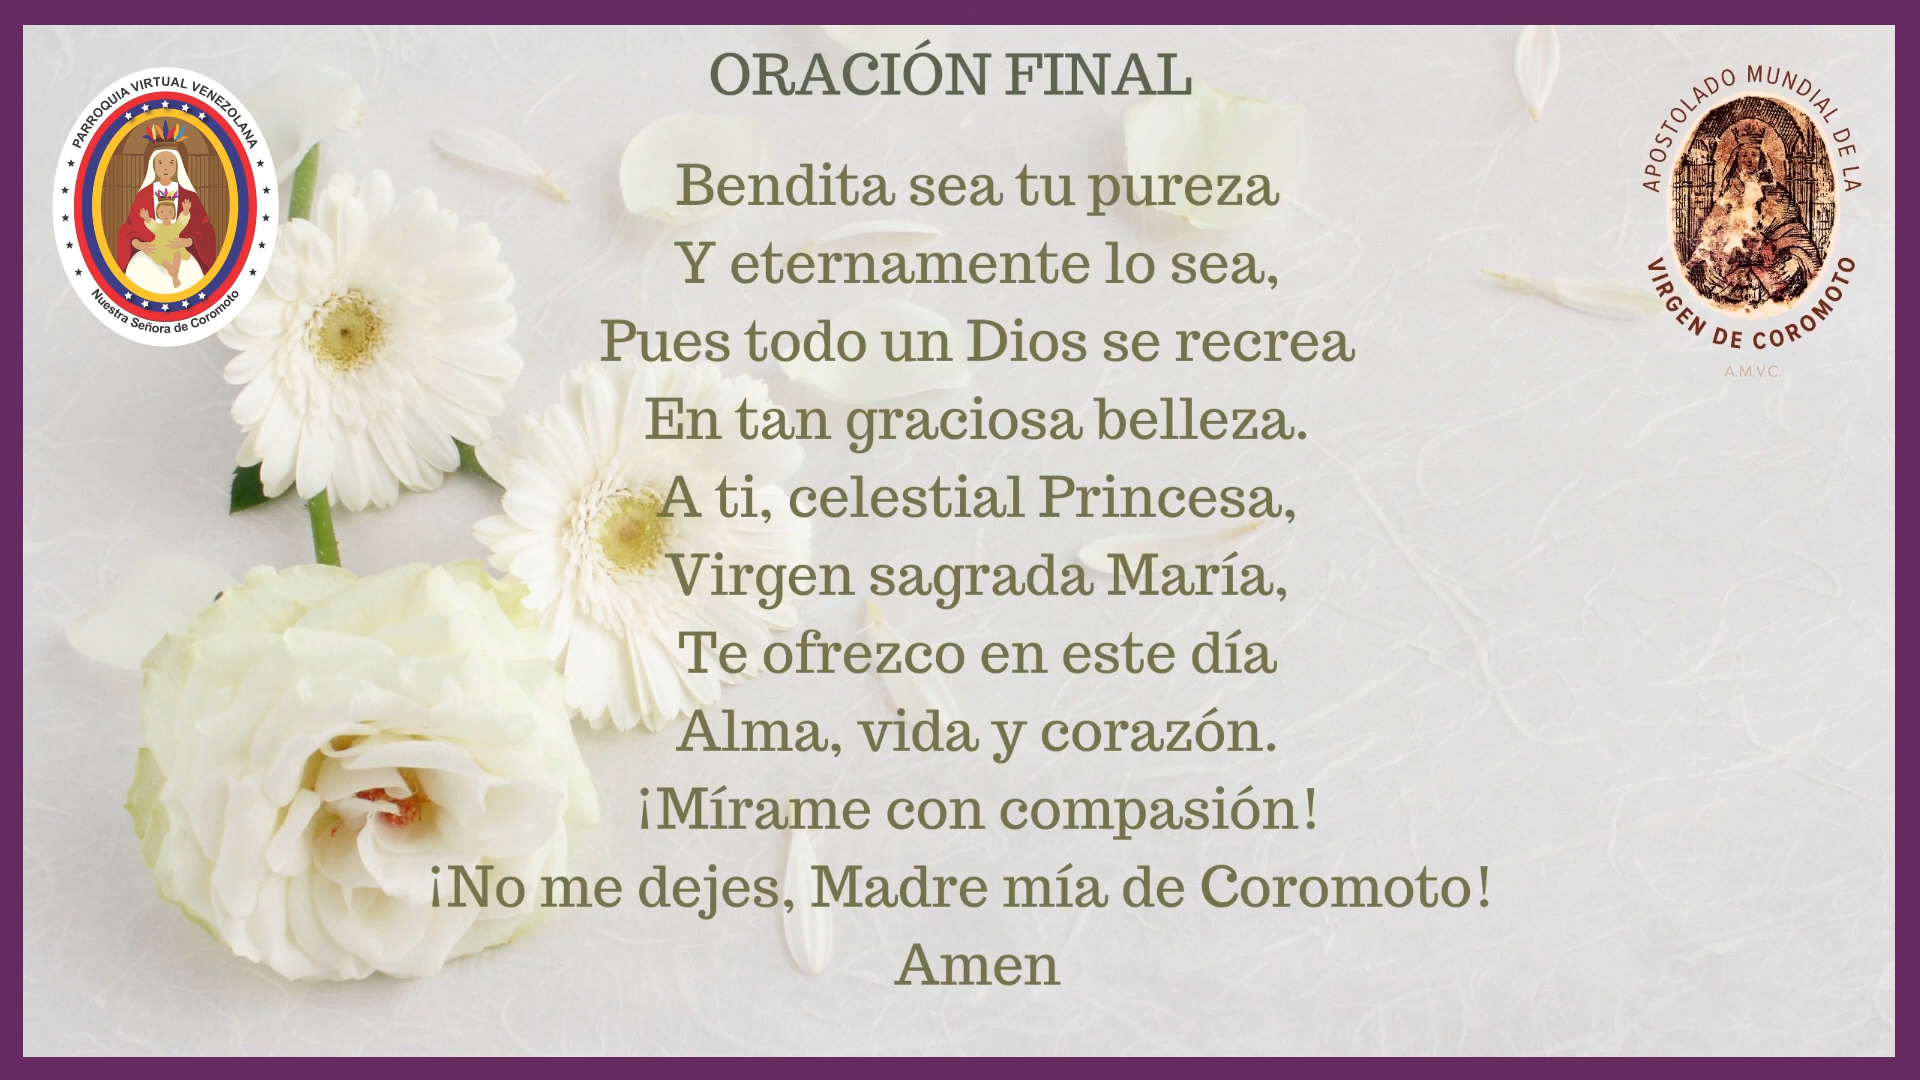 ORACIÓN FINAL
PARROQUIA VIRTUAL VENEZOLANA
Nuestra Señora de Coromoto
APOSTOLADO MUNDIAL DE LA
VIRGEN DE COROMOTO
A.M.V.C.
Bendita sea tu pureza
Y eternamente lo sea,
Pues todo un Dios se recrea
En tan graciosa belleza.
A ti, celestial Princesa,
Virgen sagrada María,
Te ofrezco en este día
Alma, vida y corazón.
¡Mírame con compasión!
¡No me dejes, Madre mía de Coromoto!
Amen